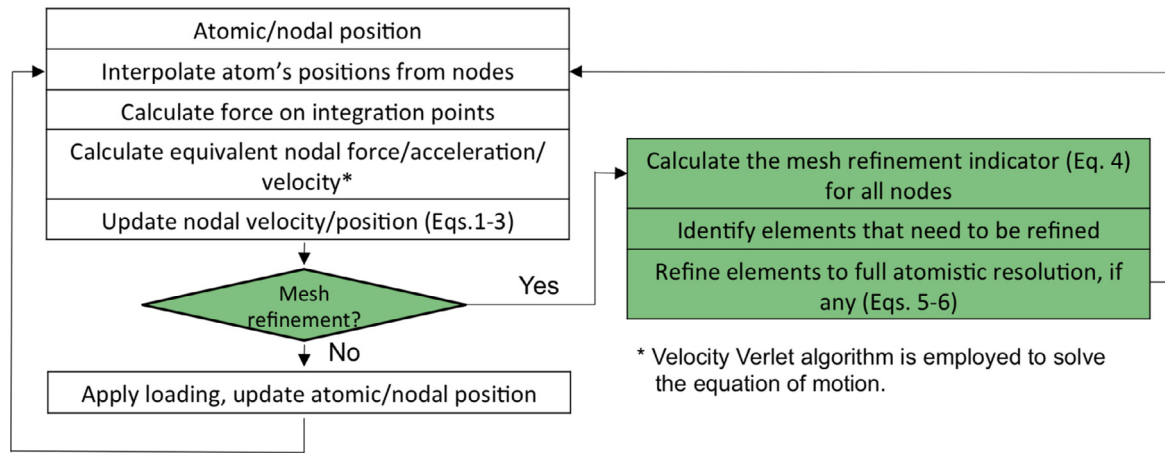 Atomic/nodal position
Interpolate atom's positions from nodes
Calculate force on integration points
Calculate equivalent nodal force/acceleration/
velocity*
Update nodal velocity/position (Eqs.1-3)
Mesh
refinement?
Yes
No
Apply loading, update atomic/nodal position
Calculate the mesh refinement indicator (Eq. 4)
for all nodes
Identify elements that need to be refined
Refine elements to full atomistic resolution, if
any (Eqs. 5-6)
* Velocity Verlet algorithm is employed to solve
the equation of motion.